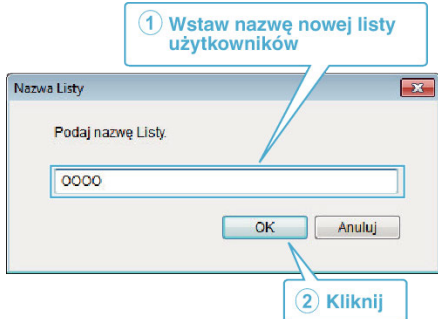 ① Wstaw nazwę nowej listy
użytkowników
Nazwa Listy
Podaj nazwę Listy.
OOOO
OK Anuluj
② Kliknij